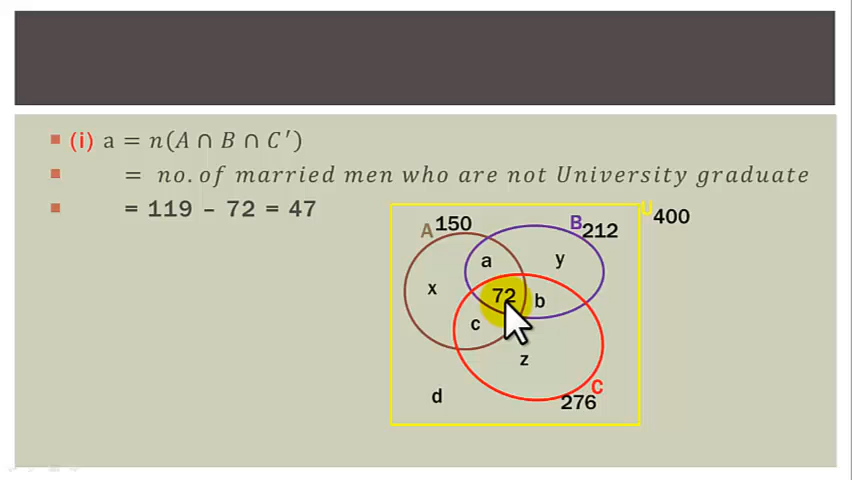 (i) a = n(A ∩ B ∩ C′)
= no. of married men who are not University graduate
= 119 – 72 = 47
A 150
B 212
U 400
a
y
x
72
b
c
z
d
C
276